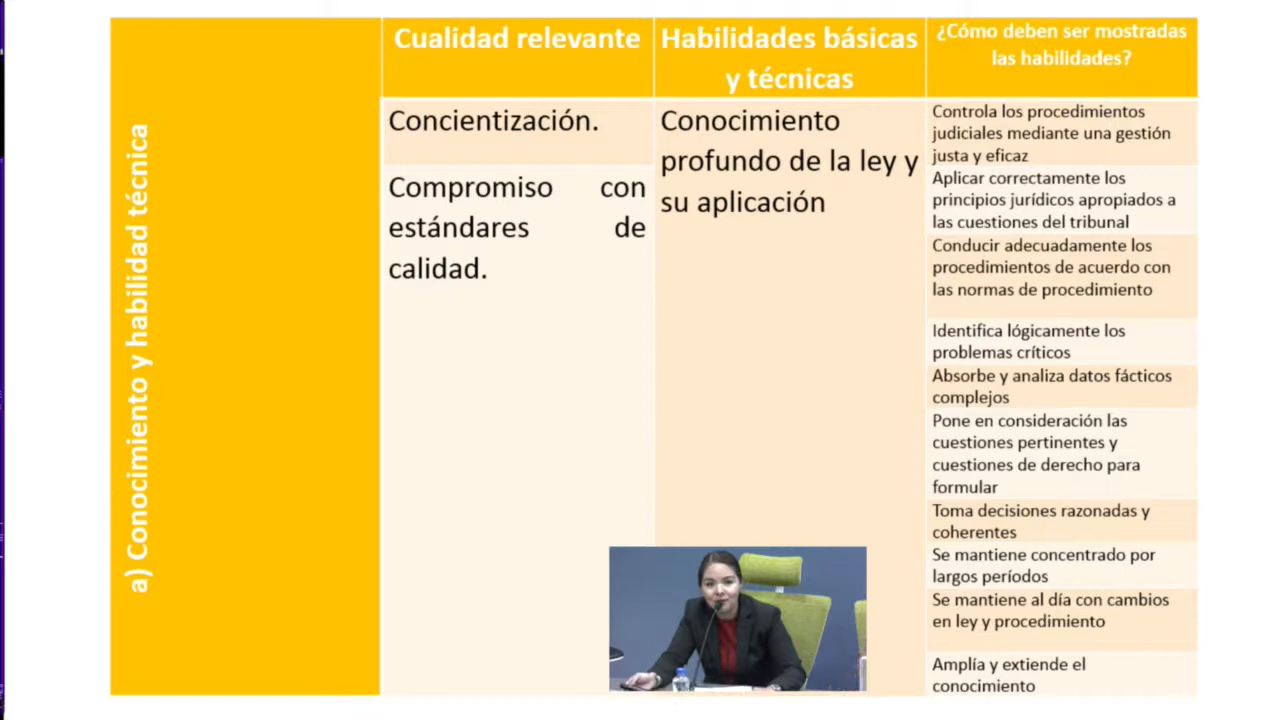 a) Conocimiento y habilidad técnica
Cualidad relevante
Habilidades básicas
y técnicas
¿Cómo deben ser mostradas
las habilidades?
Concientización.
Compromiso con
estándares de
calidad.
Conocimiento
profundo de la ley y
su aplicación
Controla los procedimientos
judiciales mediante una gestión
justa y eficaz
Aplicar correctamente los
principios jurídicos apropiados a
las cuestiones del tribunal
Conducir adecuadamente los
procedimientos de acuerdo con
las normas de procedimiento
Identifica lógicamente los
problemas críticos
Absorbe y analiza datos fácticos
complejos
Pone en consideración las
cuestiones pertinentes y
cuestiones de derecho para
formular
Toma decisiones razonadas y
coherentes
Se mantiene concentrado por
largos períodos
Se mantiene al día con cambios
en ley y procedimiento
Amplía y extiende el
conocimiento